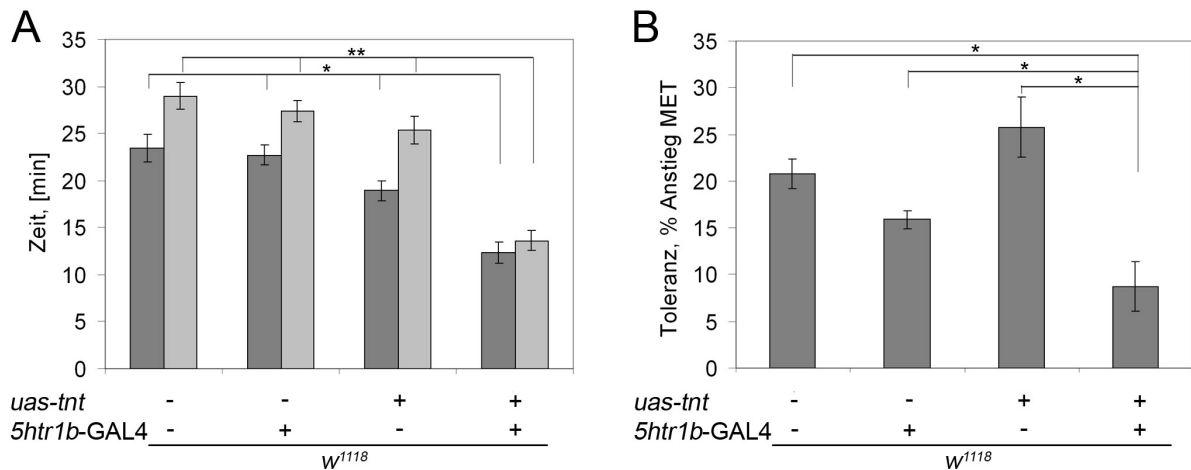 A
35
30
25
20
15
10
5
0
Zeit, [min]
**
*
uas-tnt - - + +
5htr1b-GAL4 - + - +
w1118
B
35
30
25
20
15
10
5
0
Toleranz, % Anstieg MET
*
*
*
uas-tnt - - + +
5htr1b-GAL4 - + - +
w1118